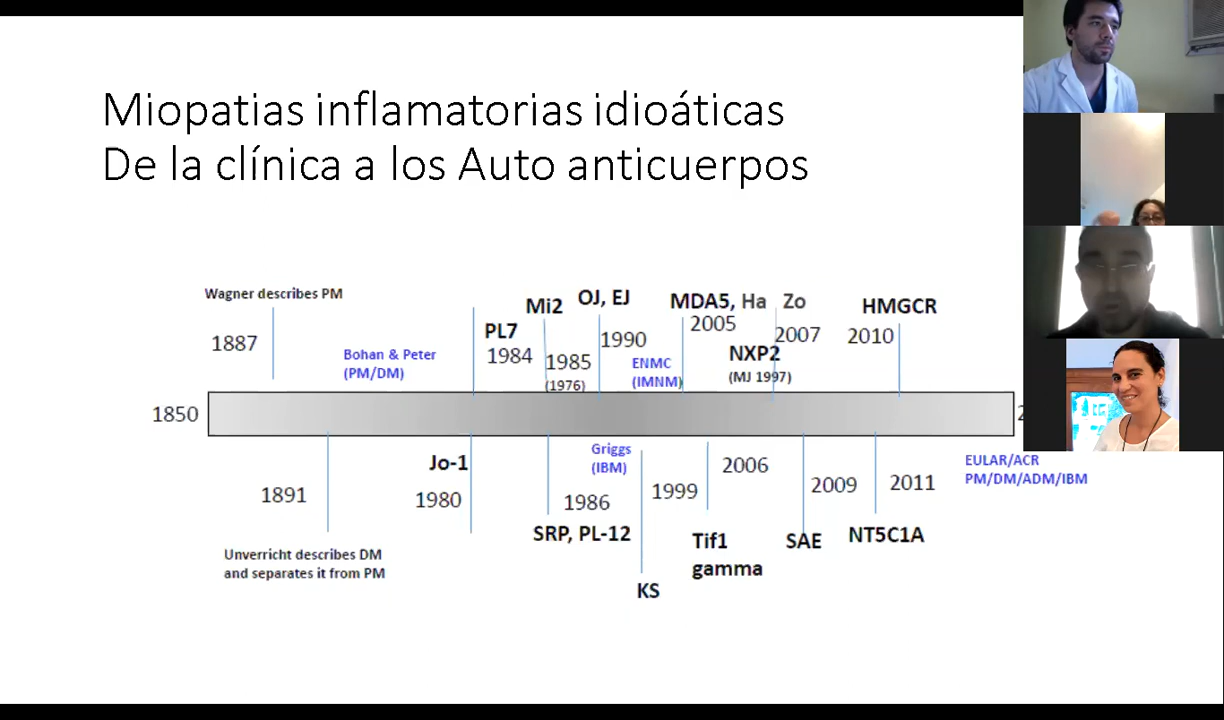 Miopatias inflamatorias idioáticas
De la clínica a los Auto anticuerpos
Wagner describes PM
1887
Bohan & Peter
(PM/DM)
PL7
1984
Mi2
1985
(1976)
OJ, EJ
1990
ENMC
(IMNM)
MDA5, Ha Zo
2005
2007
NXP2
(MJ 1997)
HMGCR
2010
1850
1891
Unverricht describes DM
and separates it from PM
Jo-1
1980
1986
SRP, PL-12
Griggs
(IBM)
1999
KS
2006
Tif1
gamma
2009
SAE
2011
NT5C1A
EULAR/ACR
PM/DM/ADM/IBM